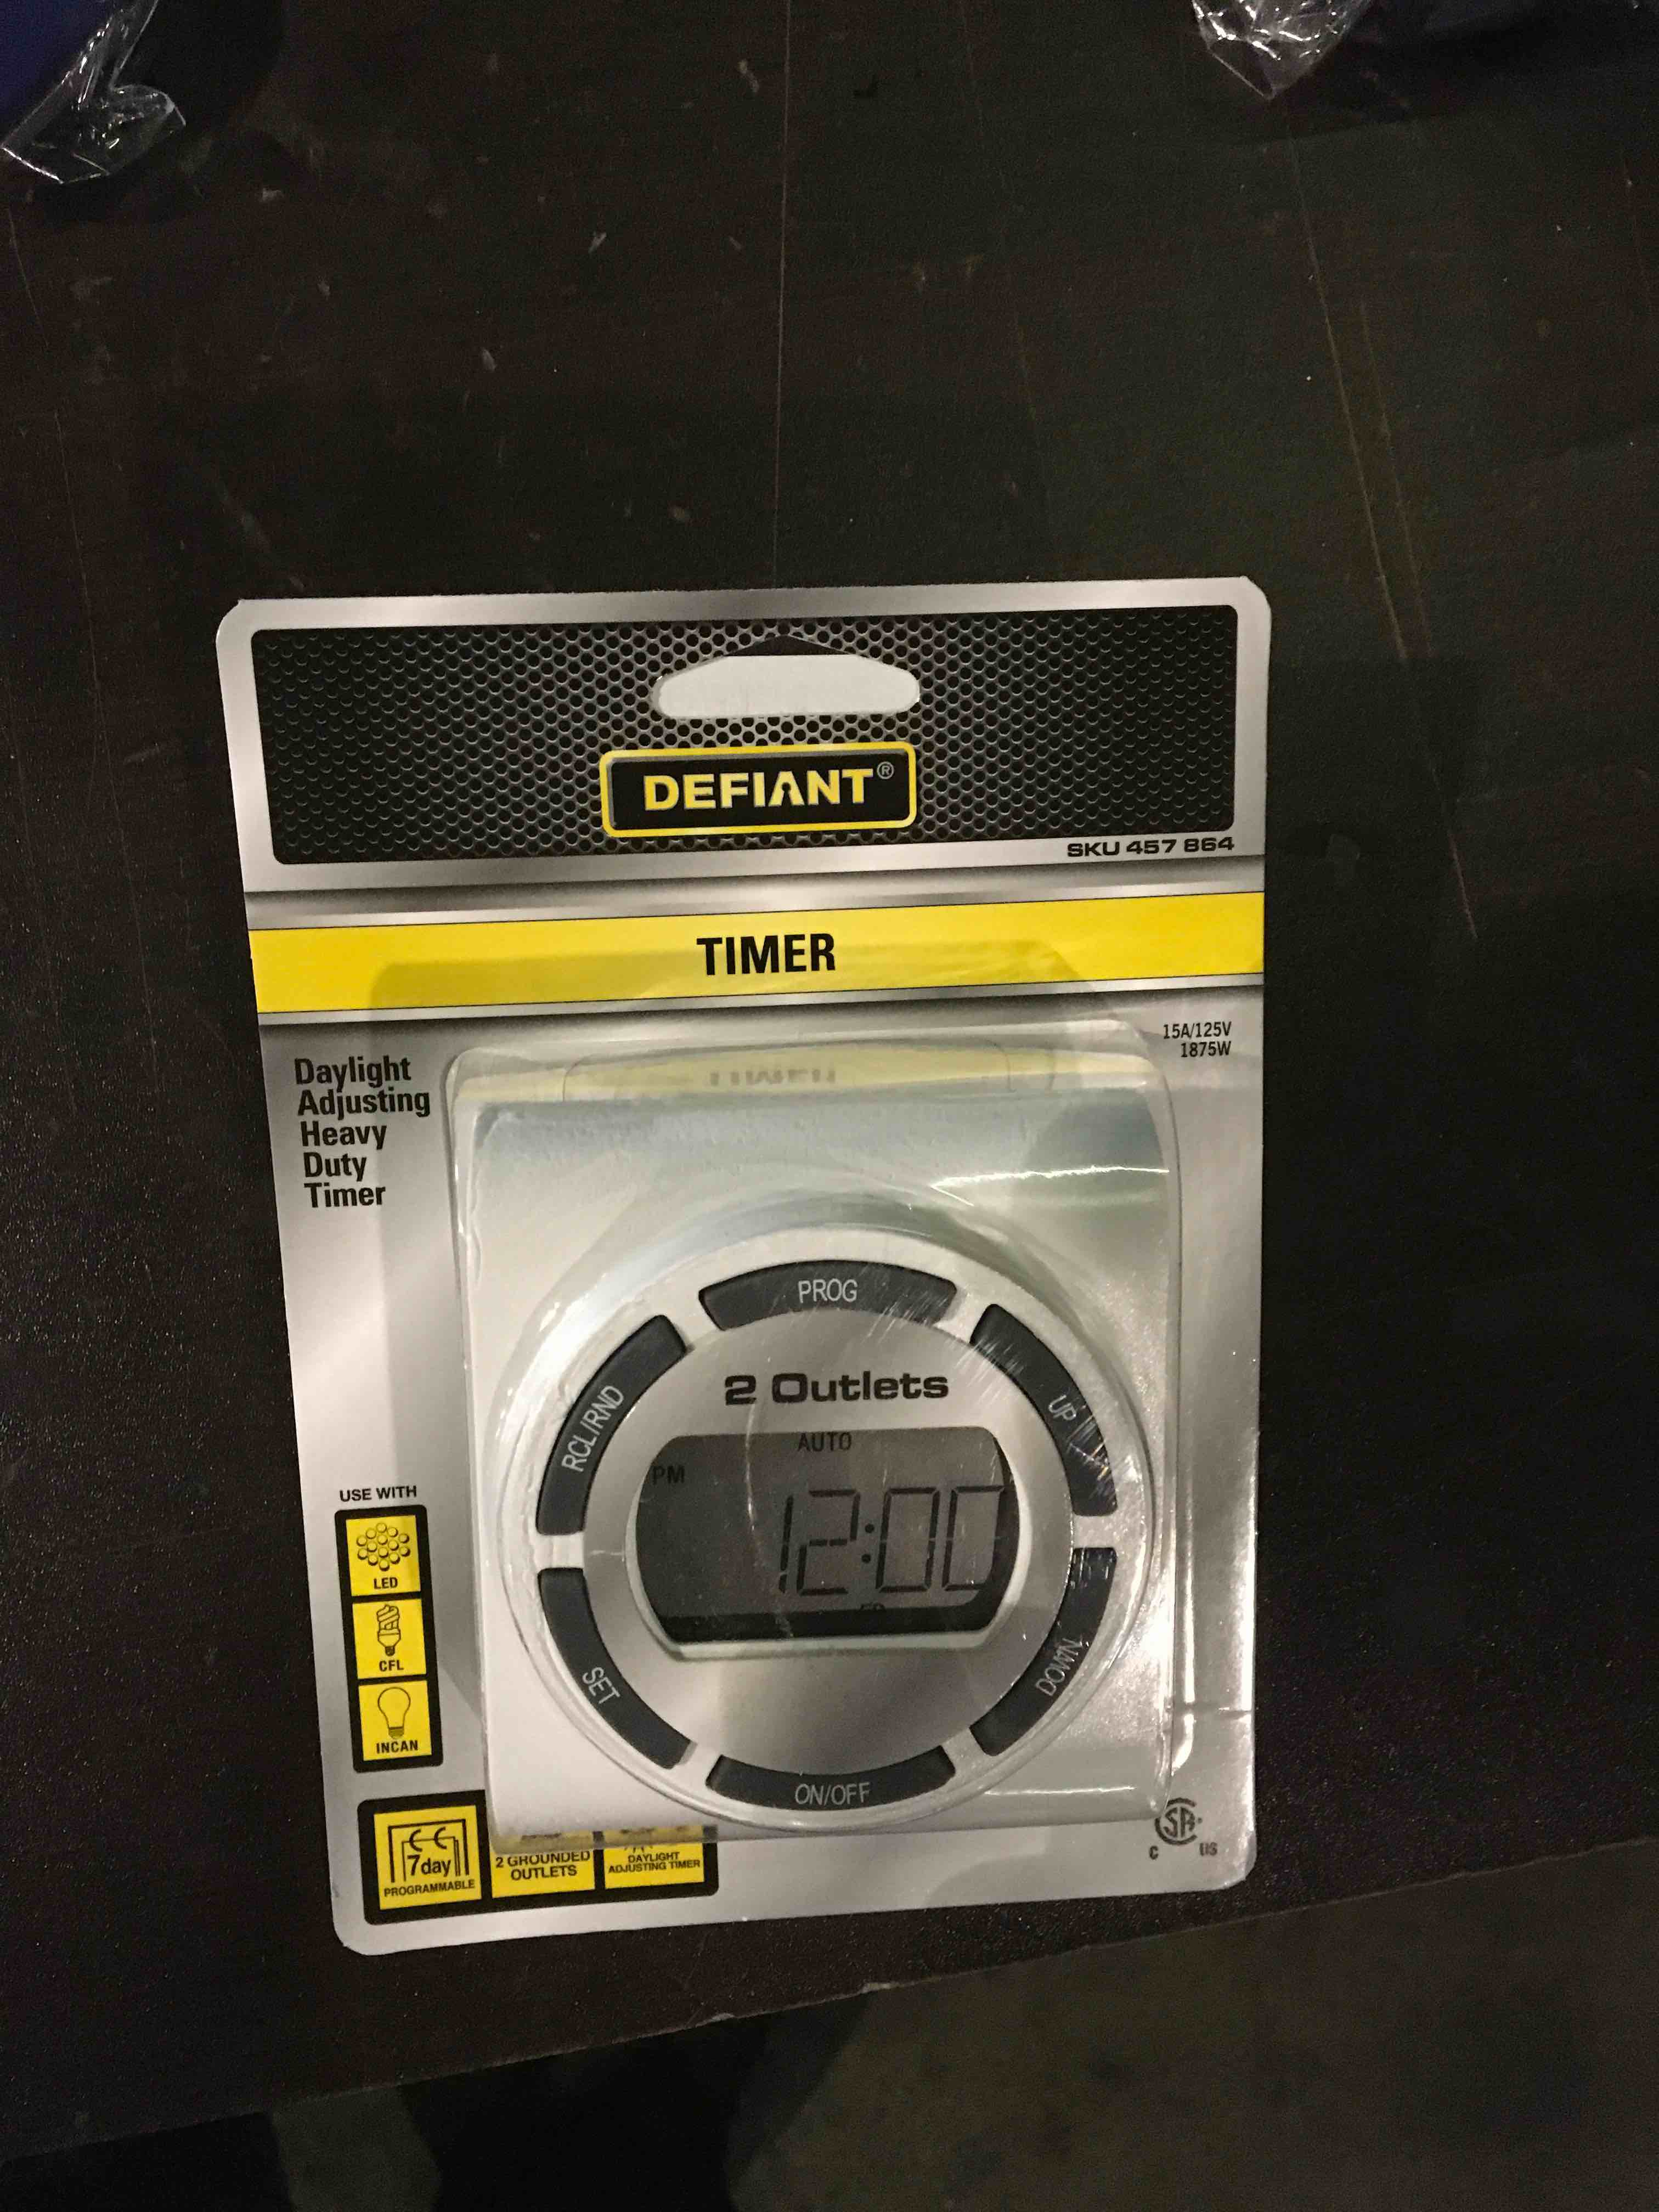 DEFIANT®
SKU 457 864
TIMER
15A/125V
1875W
Daylight
Adjusting
Heavy
Duty
Timer
TIMER
PROG
RCL/RND
UP
2 Outlets
AUTO
PM
12:00
SET
DOWN
ON/OFF
USE WITH
LED
CFL
INCAN
7day
PROGRAMMABLE
2 GROUNDED
OUTLETS
DAYLIGHT
ADJUSTING TIMER
SA
C US